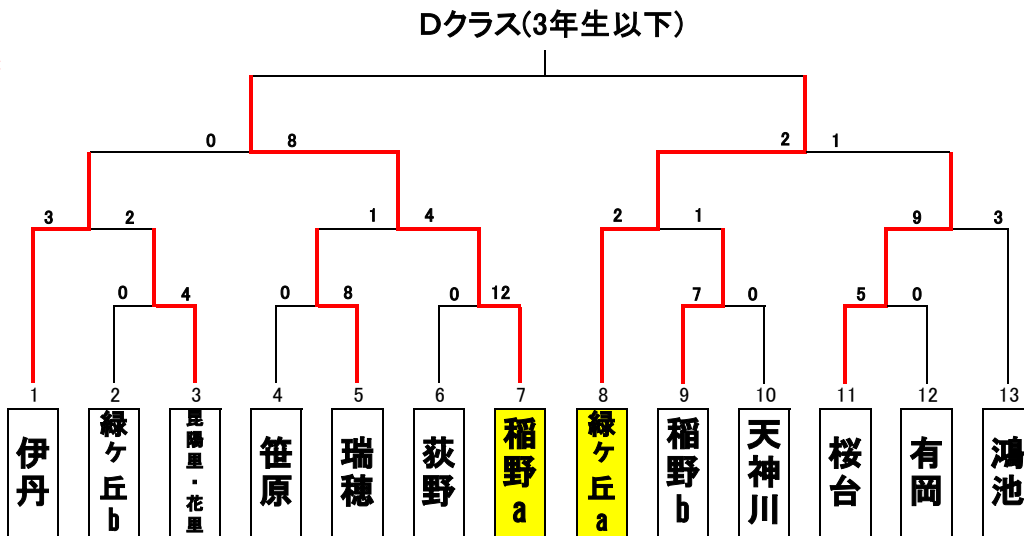 Dクラス(3年生以下)
0 8 2 1
3 2 1 4 2 1 9 3
0 4 0 8 0 12 7 0 5 0
1 2 3 4 5 6 7 8 9 10 11 12 13
伊丹
緑ヶ丘b
昆陽里・花里
笹原
瑞穂
荻野
稲野a
緑ヶ丘a
稲野b
天神川
桜台
有岡
鴻池